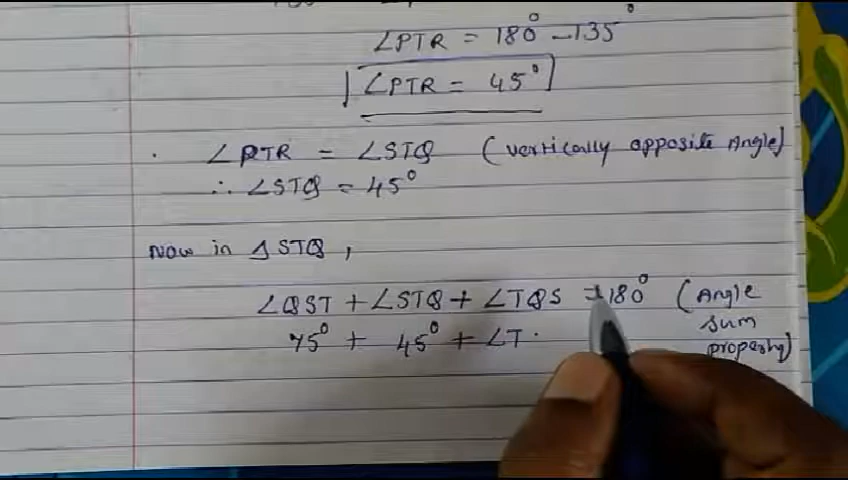 ∠PTR = 180° - 135°
∠PTR = 45°
∠PTR = ∠STQ (vertically opposite Angle)
∴ ∠STQ = 45°
Now in ΔSTQ,
∠QST + ∠STQ + ∠TQS = 180° (Angle sum property)
75° + 45° + ∠T